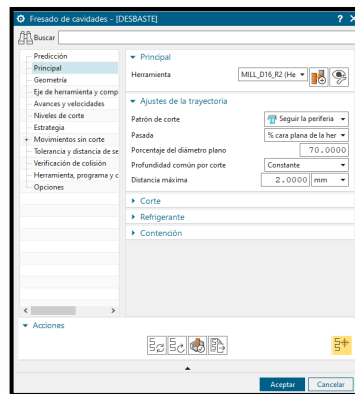 Fresado de cavidades - [DESBASTE]
Buscar
Predicción
Principal
Geometría
Eje de herramienta y comp
Avances y velocidades
Niveles de corte
Estrategia
Movimientos sin corte
Tolerancia y distancia de se
Verificación de colisión
Herramienta, programa y c
Opciones
Principal
Herramienta MILL_D16_R2 (He
Ajustes de la trayectoria
Patrón de corte Seguir la periferia
Pasada % cara plana de la her
Porcentaje del diámetro plano 70.0000
Profundidad común por corte Constante
Distancia máxima 2.0000 mm
Corte
Refrigerante
Contención
Acciones
Aceptar Cancelar